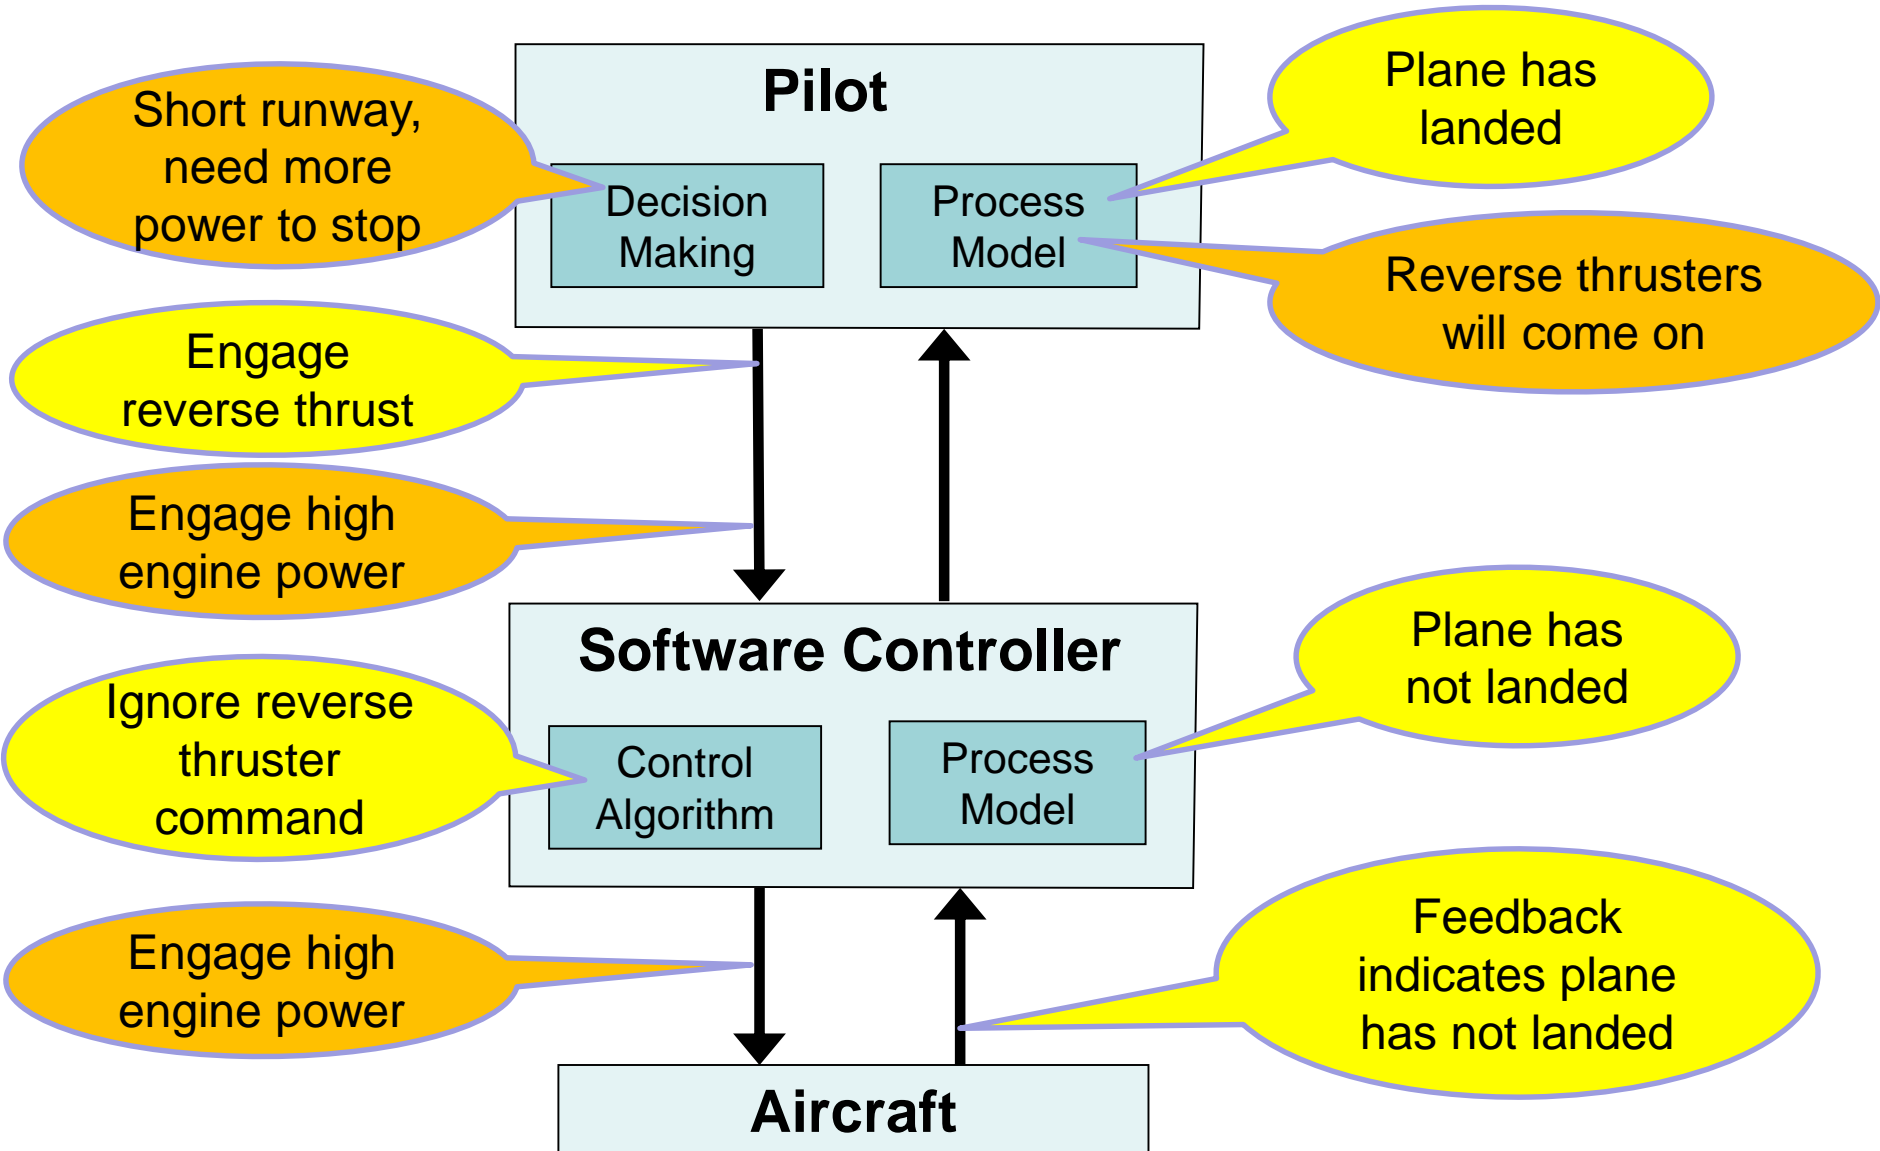 Pilot
Short runway,
need more
power to stop
Decision
Making
Process
Model
Plane has
landed
Reverse thrusters
will come on
Engage
reverse thrust
Engage high
engine power
Software Controller
Ignore reverse
thruster
command
Control
Algorithm
Process
Model
Plane has
not landed
Engage high
engine power
Feedback
indicates plane
has not landed
Aircraft